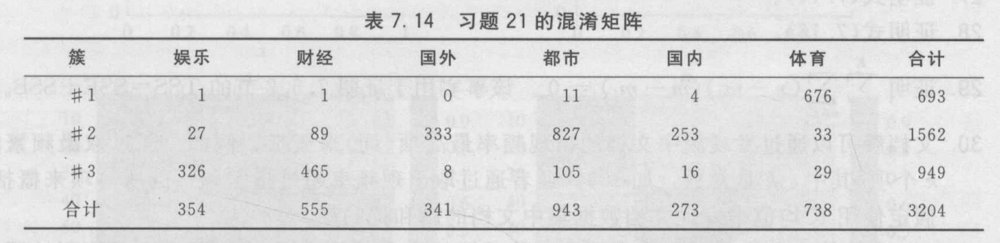 表 7.14 习题 21 的混淆矩阵
簇 娱乐 财经 国外 都市 国内 体育 合计
#1 1 1 0 11 4 676 693
#2 27 89 333 827 253 33 1562
#3 326 465 8 105 16 29 949
合计 354 555 341 943 273 738 3204